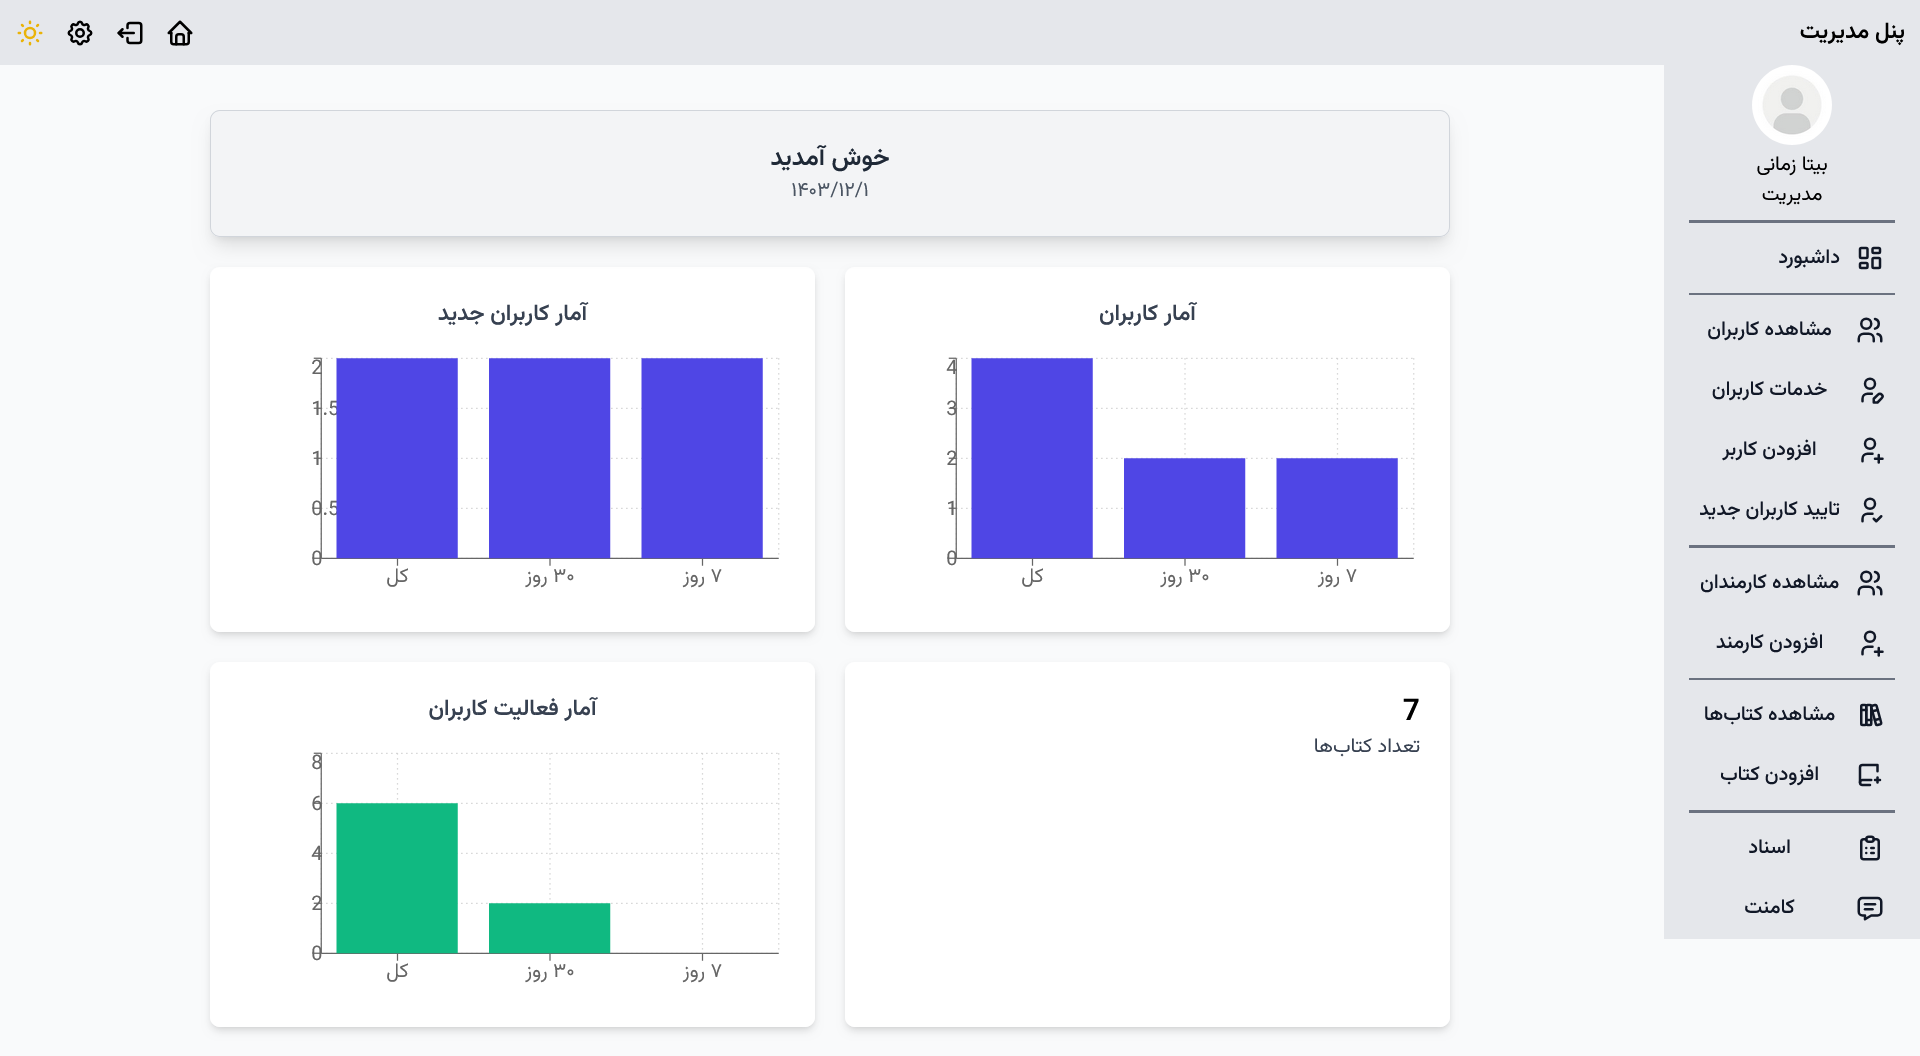 پنل مدیریت
بیتا زمانی
مدیریت
داشبورد
مشاهده کاربران
خدمات کاربران
افزودن کاربر
تایید کاربران جدید
مشاهده کارمندان
افزودن کارمند
مشاهده کتاب‌ها
افزودن کتاب
اسناد
کامنت
خوش آمدید
۱۴۰۳/۱۲/۱
آمار کاربران
4
3
2
1
0
کل
۳۰ روز
۷ روز
آمار کاربران جدید
2
1.5
1
0.5
0
کل
۳۰ روز
۷ روز
7
تعداد کتاب‌ها
آمار فعالیت کاربران
8
6
4
2
0
کل
۳۰ روز
۷ روز